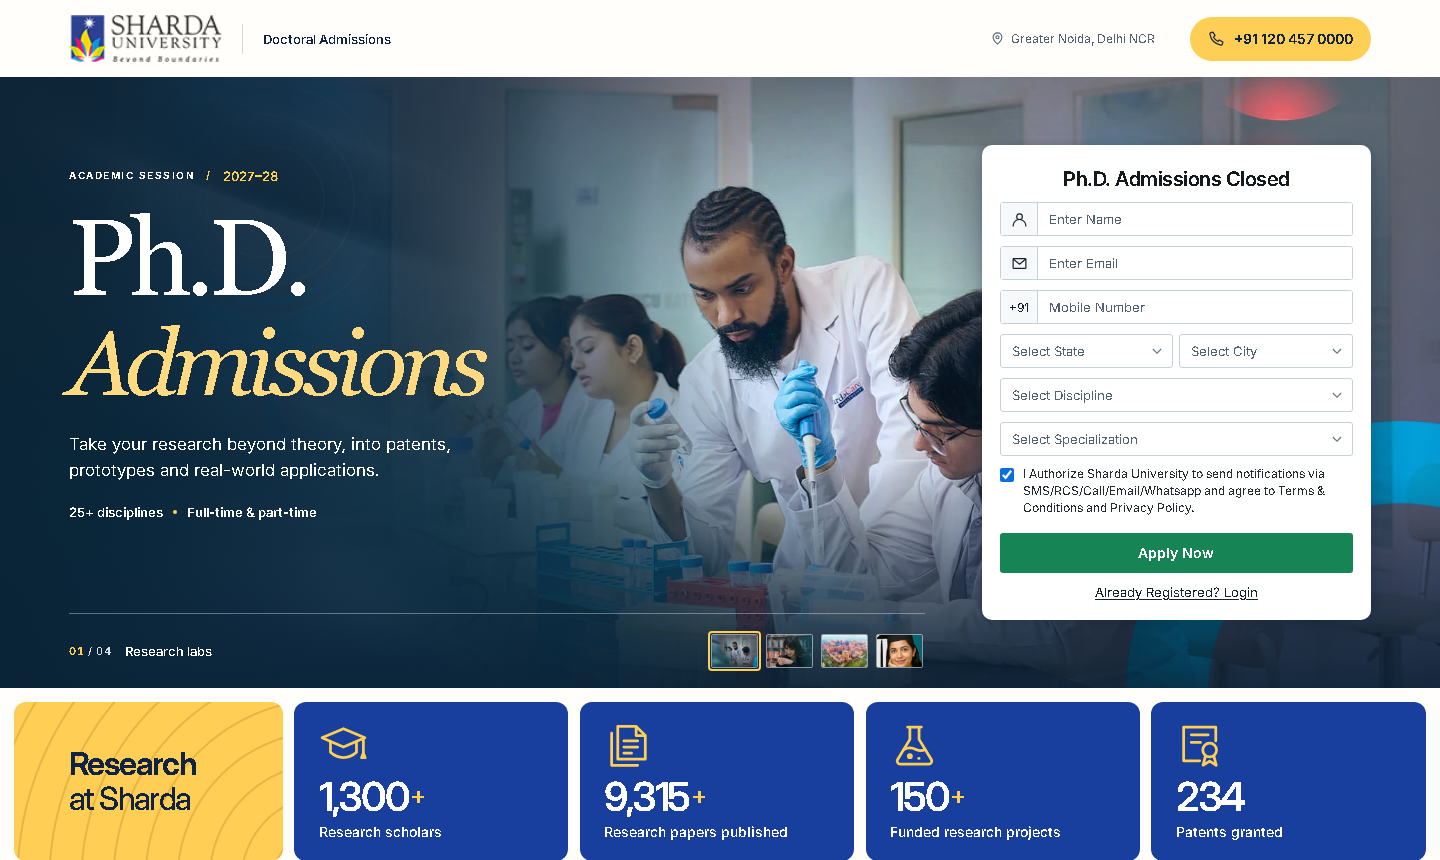 SHARDA
UNIVERSITY
Beyond Boundaries
Doctoral Admissions
Greater Noida, Delhi NCR
+91 120 457 0000
ACADEMIC SESSION / 2027–28
Ph.D.
Admissions
Take your research beyond theory, into patents,
prototypes and real-world applications.
25+ disciplines • Full-time & part-time
01 / 04 Research labs
Ph.D. Admissions Closed
Enter Name
Enter Email
+91 Mobile Number
Select State
Select City
Select Discipline
Select Specialization
I Authorize Sharda University to send notifications via
SMS/RCS/Call/Email/Whatsapp and agree to Terms &
Conditions and Privacy Policy.
Apply Now
Already Registered? Login
Research
at Sharda
1,300+
Research scholars
9,315+
Research papers published
150+
Funded research projects
234
Patents granted